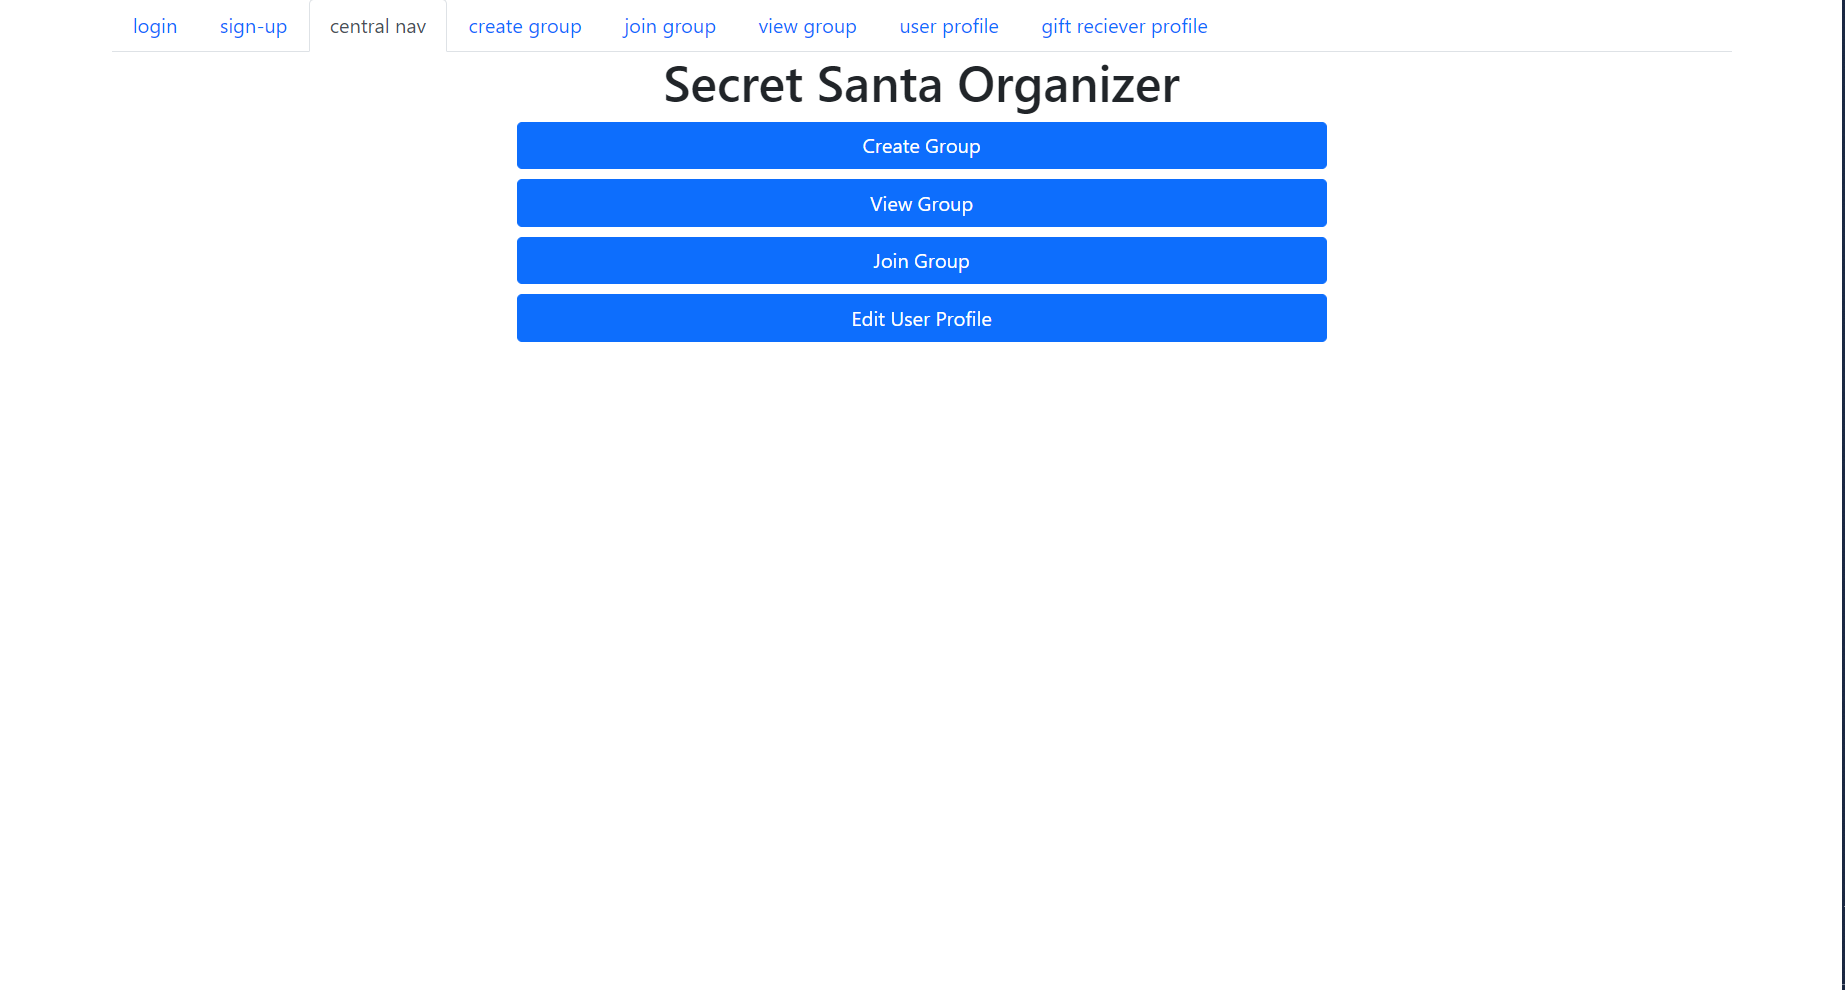 login sign-up central nav create group join group view group user profile gift reciever profile
Secret Santa Organizer
Create Group
View Group
Join Group
Edit User Profile